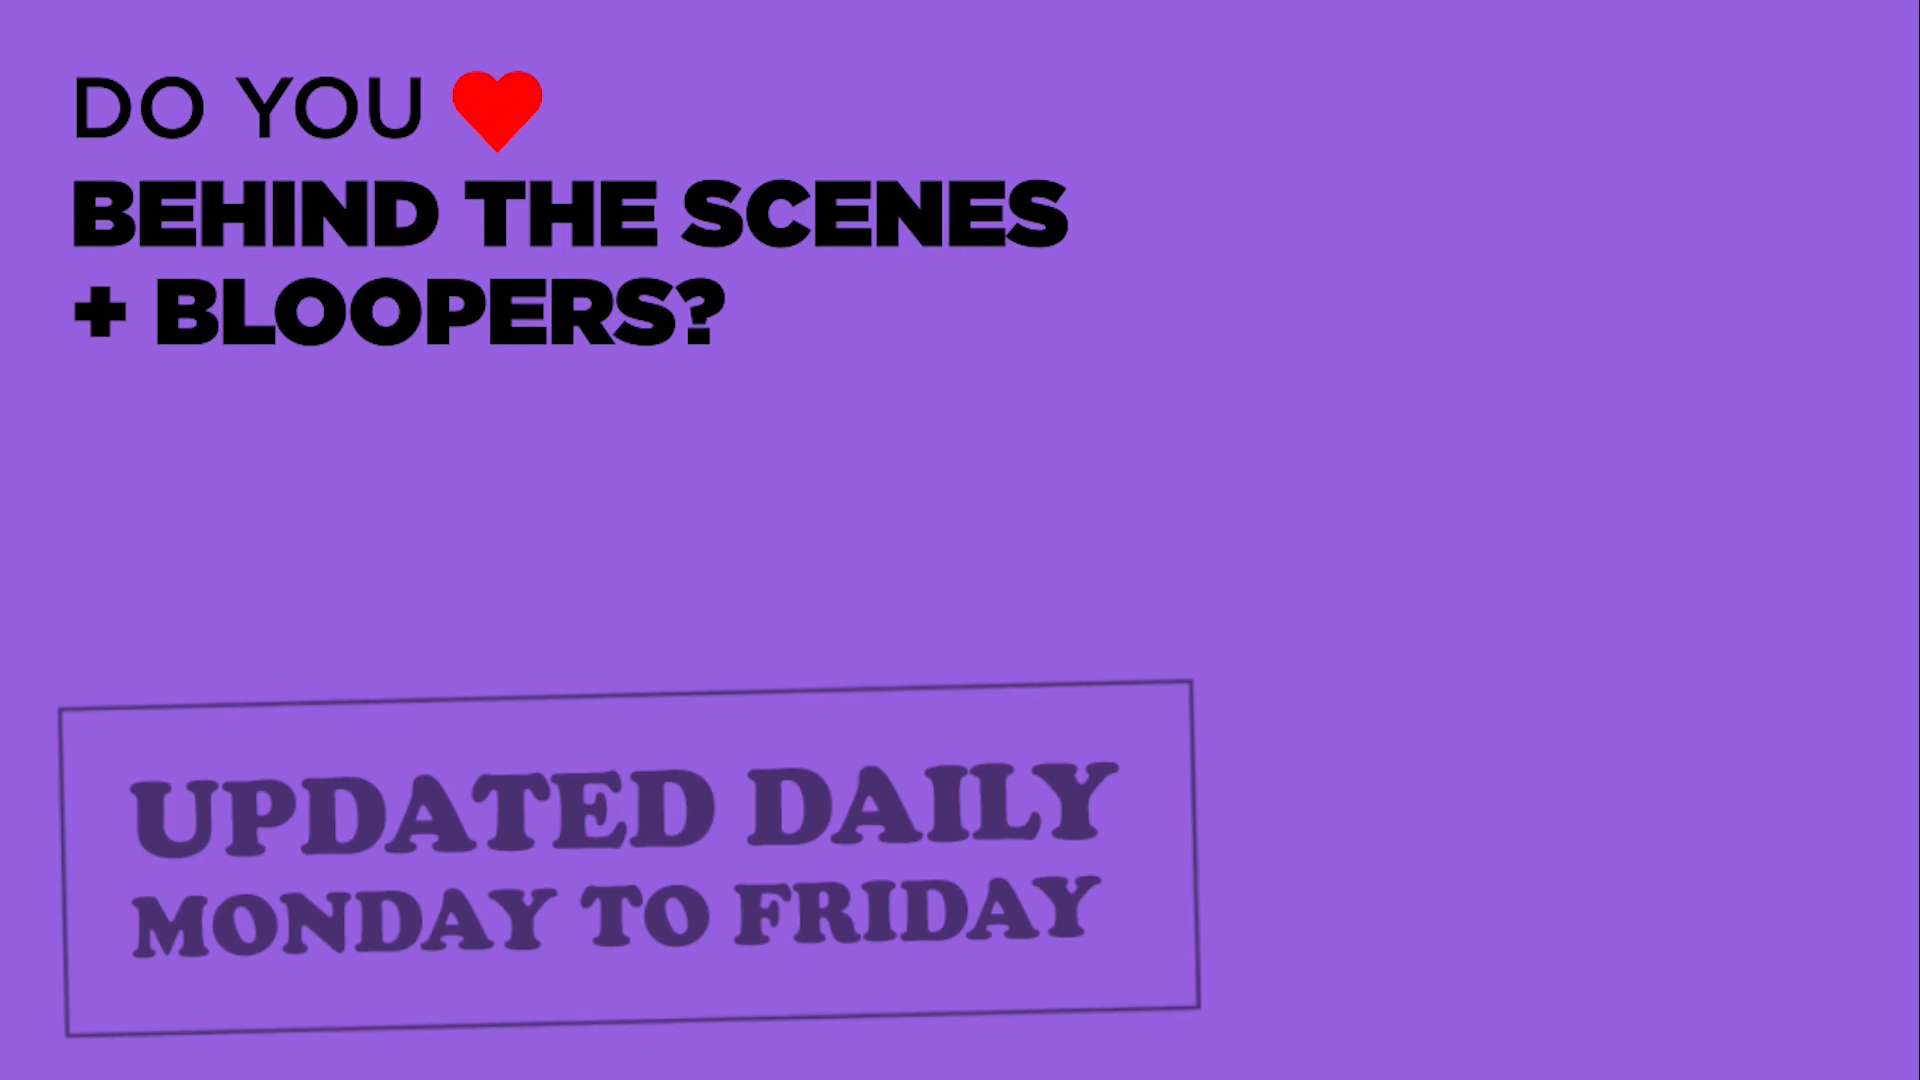 DO YOU ❤
BEHIND THE SCENES
+ BLOOPERS?
UPDATED DAILY
MONDAY TO FRIDAY